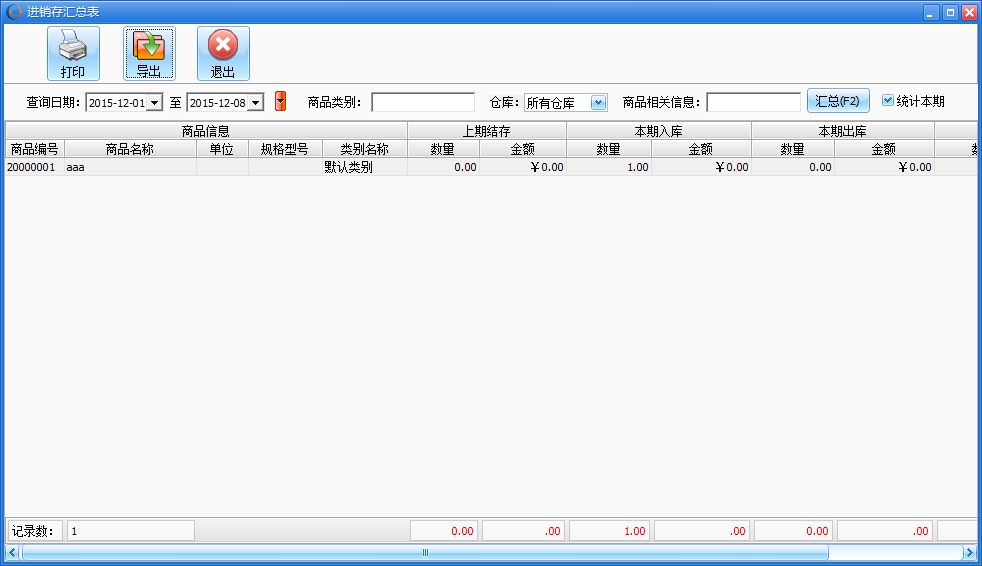 进销存汇总表
打印 导出 退出
查询日期: 2015-12-01 至 2015-12-08 商品类别: 仓库: 所有仓库 商品相关信息: 汇总(F2) 统计本期
商品信息 上期结存 本期入库 本期出库
商品编号 商品名称 单位 规格型号 类别名称 数量 金额 数量 金额 数量 金额
20000001 aaa 默认类别 0.00 ￥0.00 1.00 ￥0.00 0.00 ￥0.00
记录数: 1 0.00 .00 1.00 .00 0.00 .00